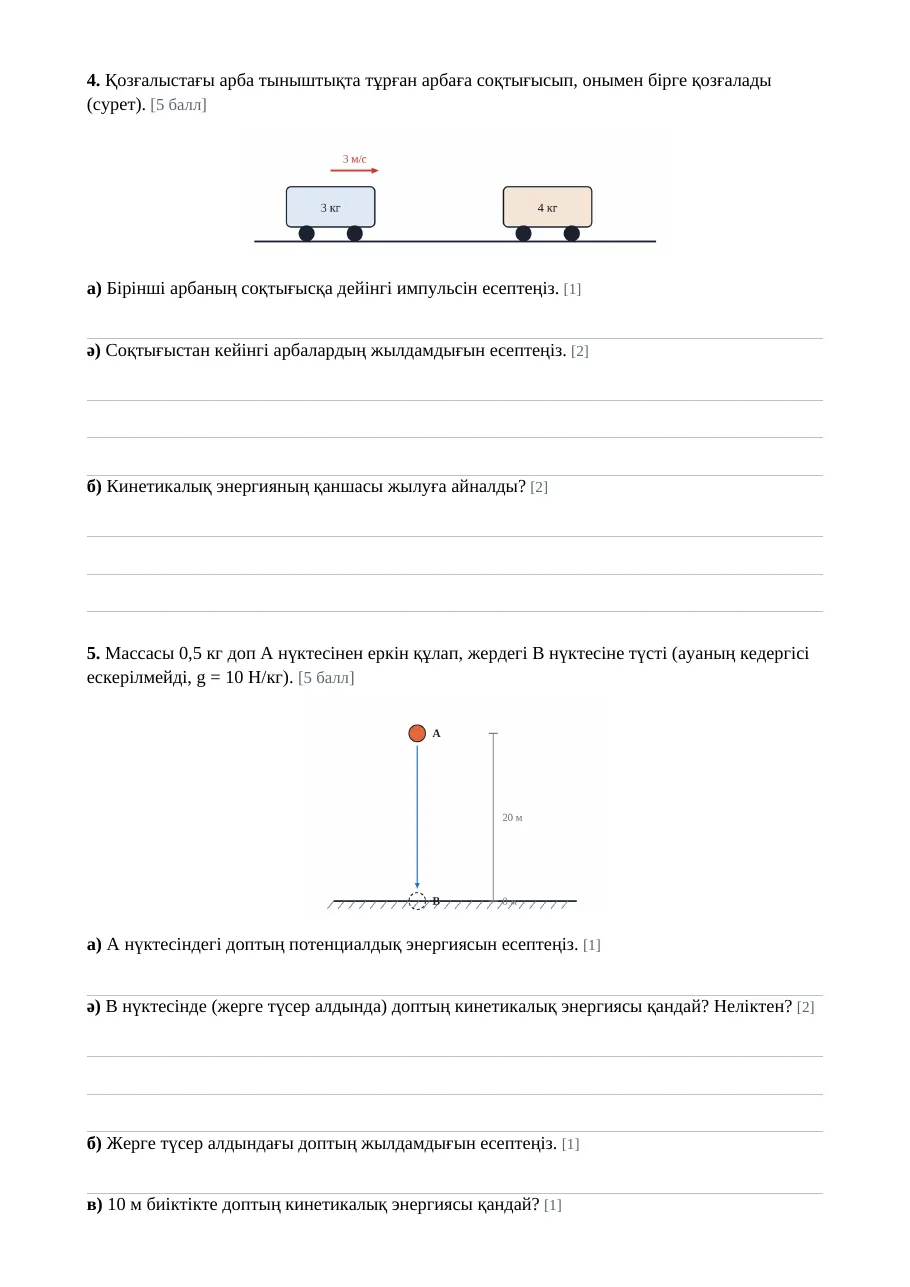 4. Қозғалыстағы арба тыныштықта тұрған арбаға соқтығысып, онымен бірге қозғалады
(сурет). [5 балл]
3 м/с
3 кг
4 кг
а) Бірінші арбаның соқтығысқа дейінгі импульсін есептеңіз. [1]
ә) Соқтығыстан кейінгі арбалардың жылдамдығын есептеңіз. [2]
б) Кинетикалық энергияның қаншасы жылуға айналды? [2]
5. Массасы 0,5 кг доп А нүктесінен еркін құлап, жердегі В нүктесіне түсті (ауаның кедергісі
ескерілмейді, g = 10 Н/кг). [5 балл]
А
20 м
В
0 м
а) А нүктесіндегі доптың потенциалдық энергиясын есептеңіз. [1]
ә) В нүктесінде (жерге түсер алдында) доптың кинетикалық энергиясы қандай? Неліктен? [2]
б) Жерге түсер алдындағы доптың жылдамдығын есептеңіз. [1]
в) 10 м биіктікте доптың кинетикалық энергиясы қандай? [1]